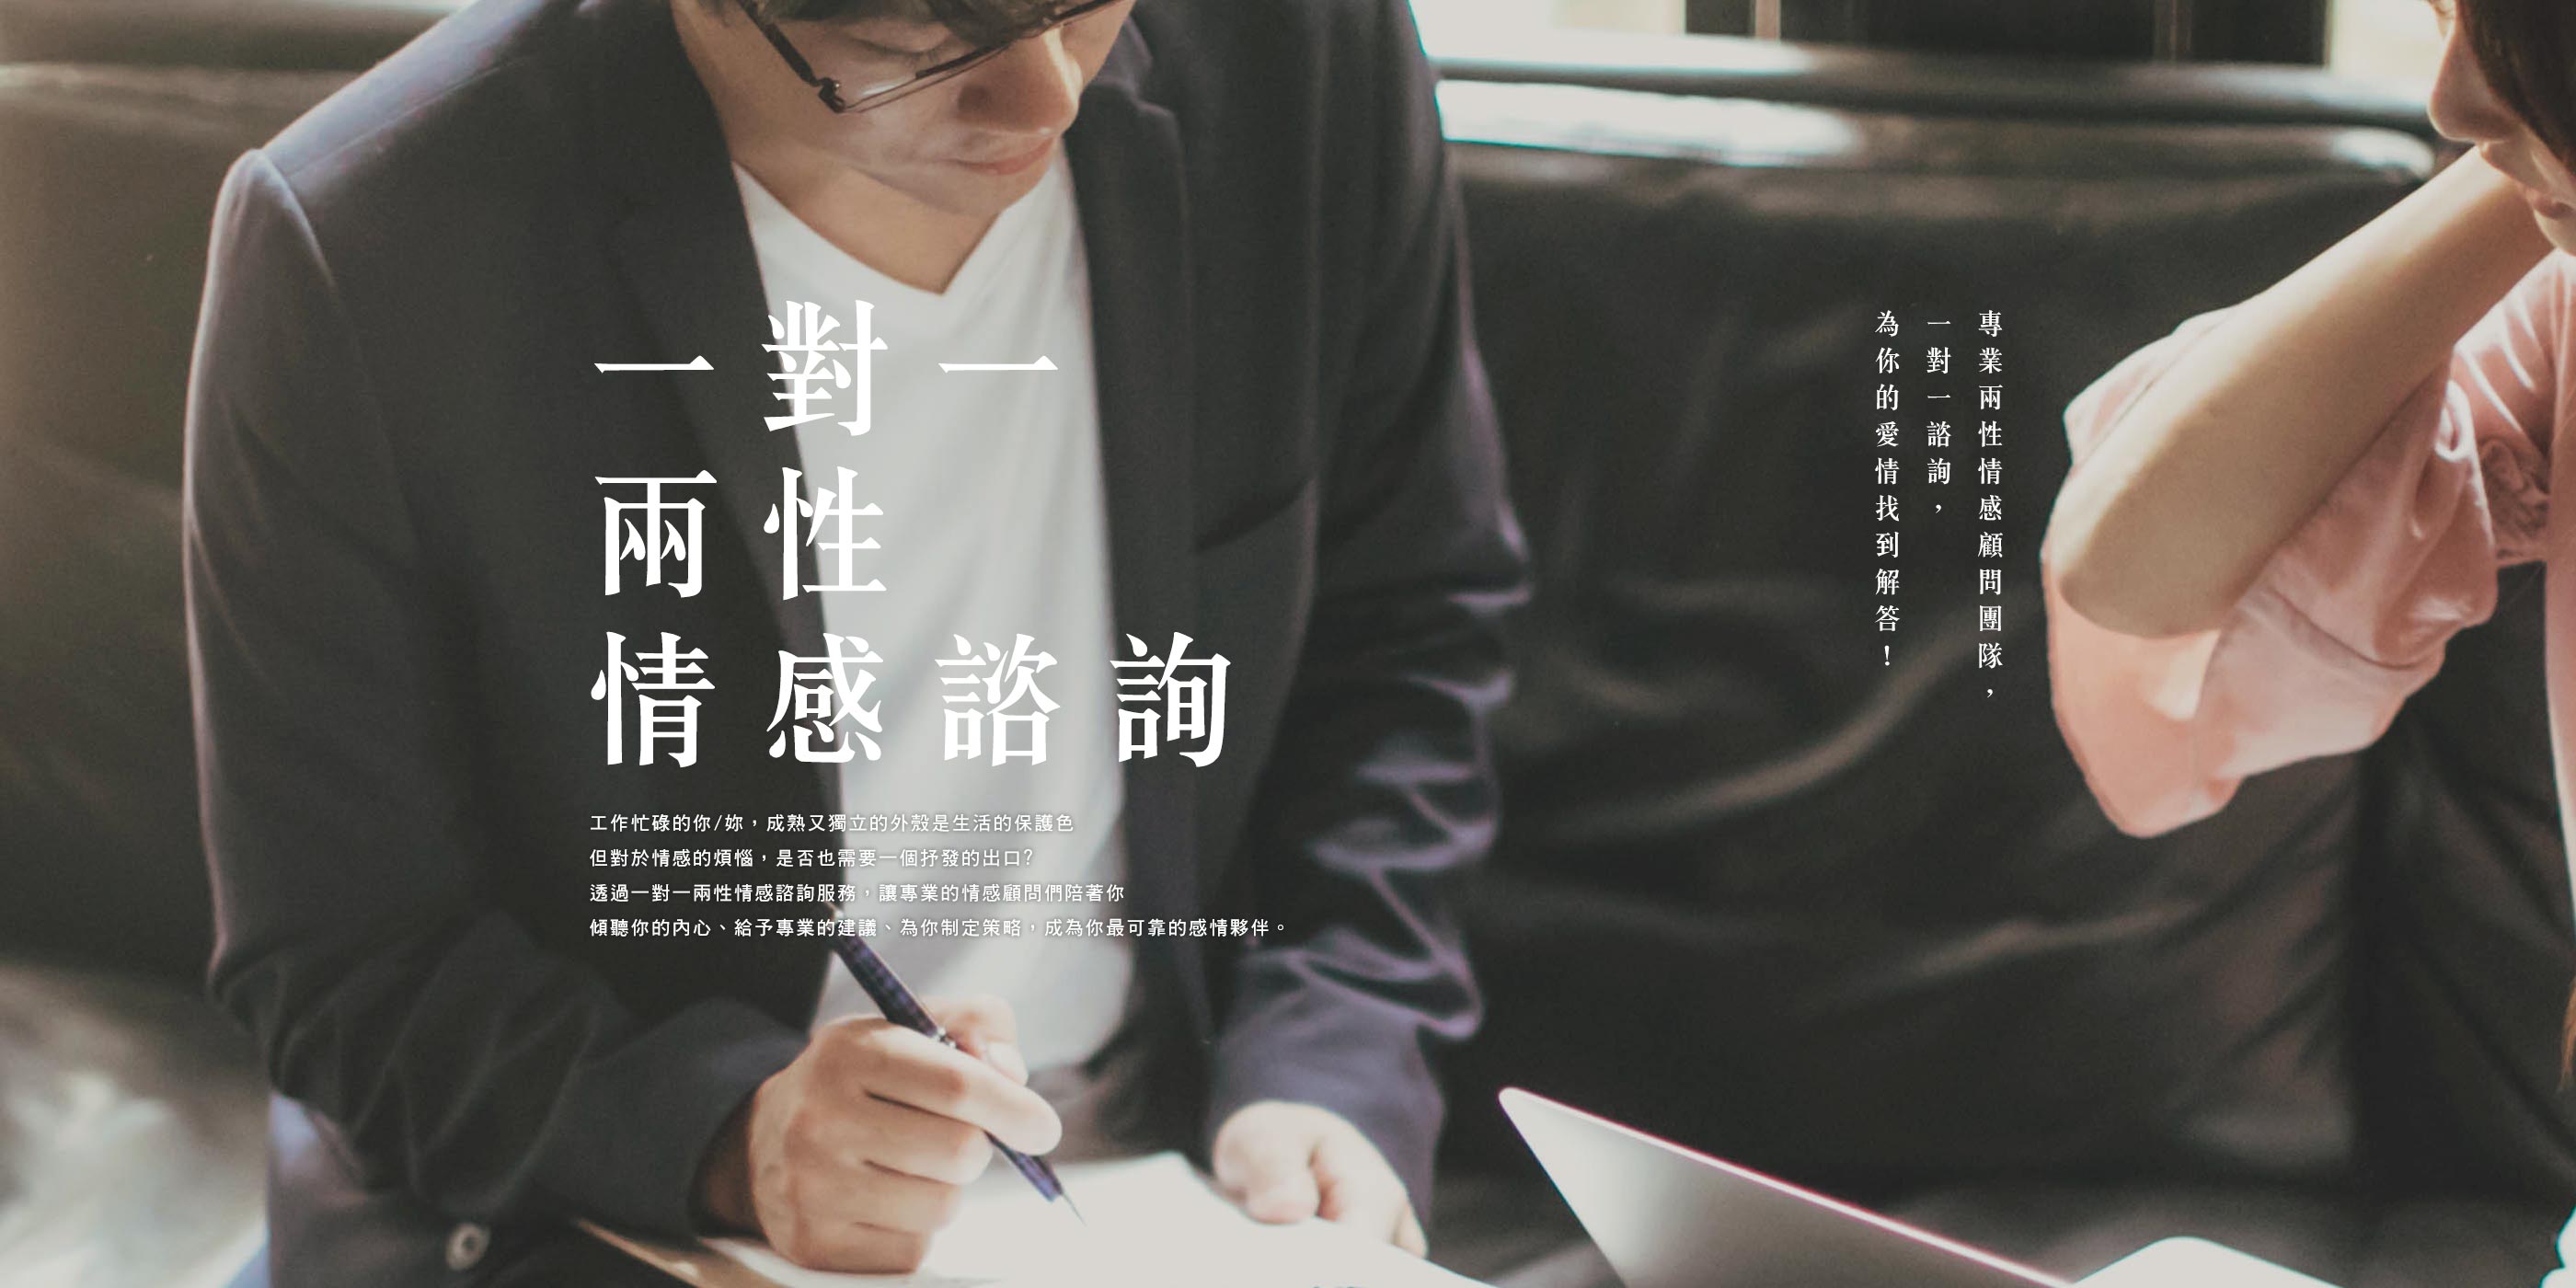 一對一
兩性
情感諮詢
工作忙碌的你/妳，成熟又獨立的外殼是生活的保護色
但對於情感的煩惱，是否也需要一個抒發的出口？
透過一對一兩性情感諮詢服務，讓專業的情感顧問們陪著你
傾聽你的內心、給予專業的建議、為你制定策略，成為你最可靠的感情夥伴。
專業兩性情感顧問團隊，
一對一諮詢，
為你的愛情找到解答！